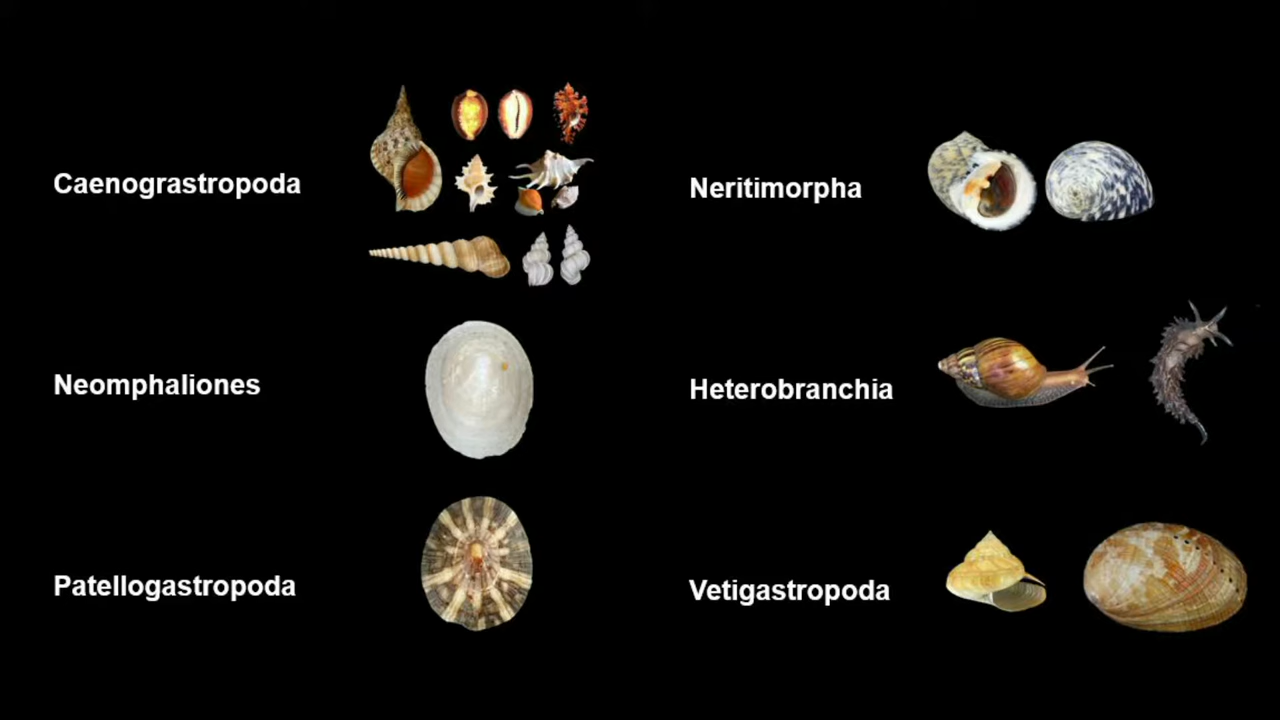 Caenograstropoda
Neritimorpha
Neomphaliones
Heterobranchia
Patellogastropoda
Vetigastropoda